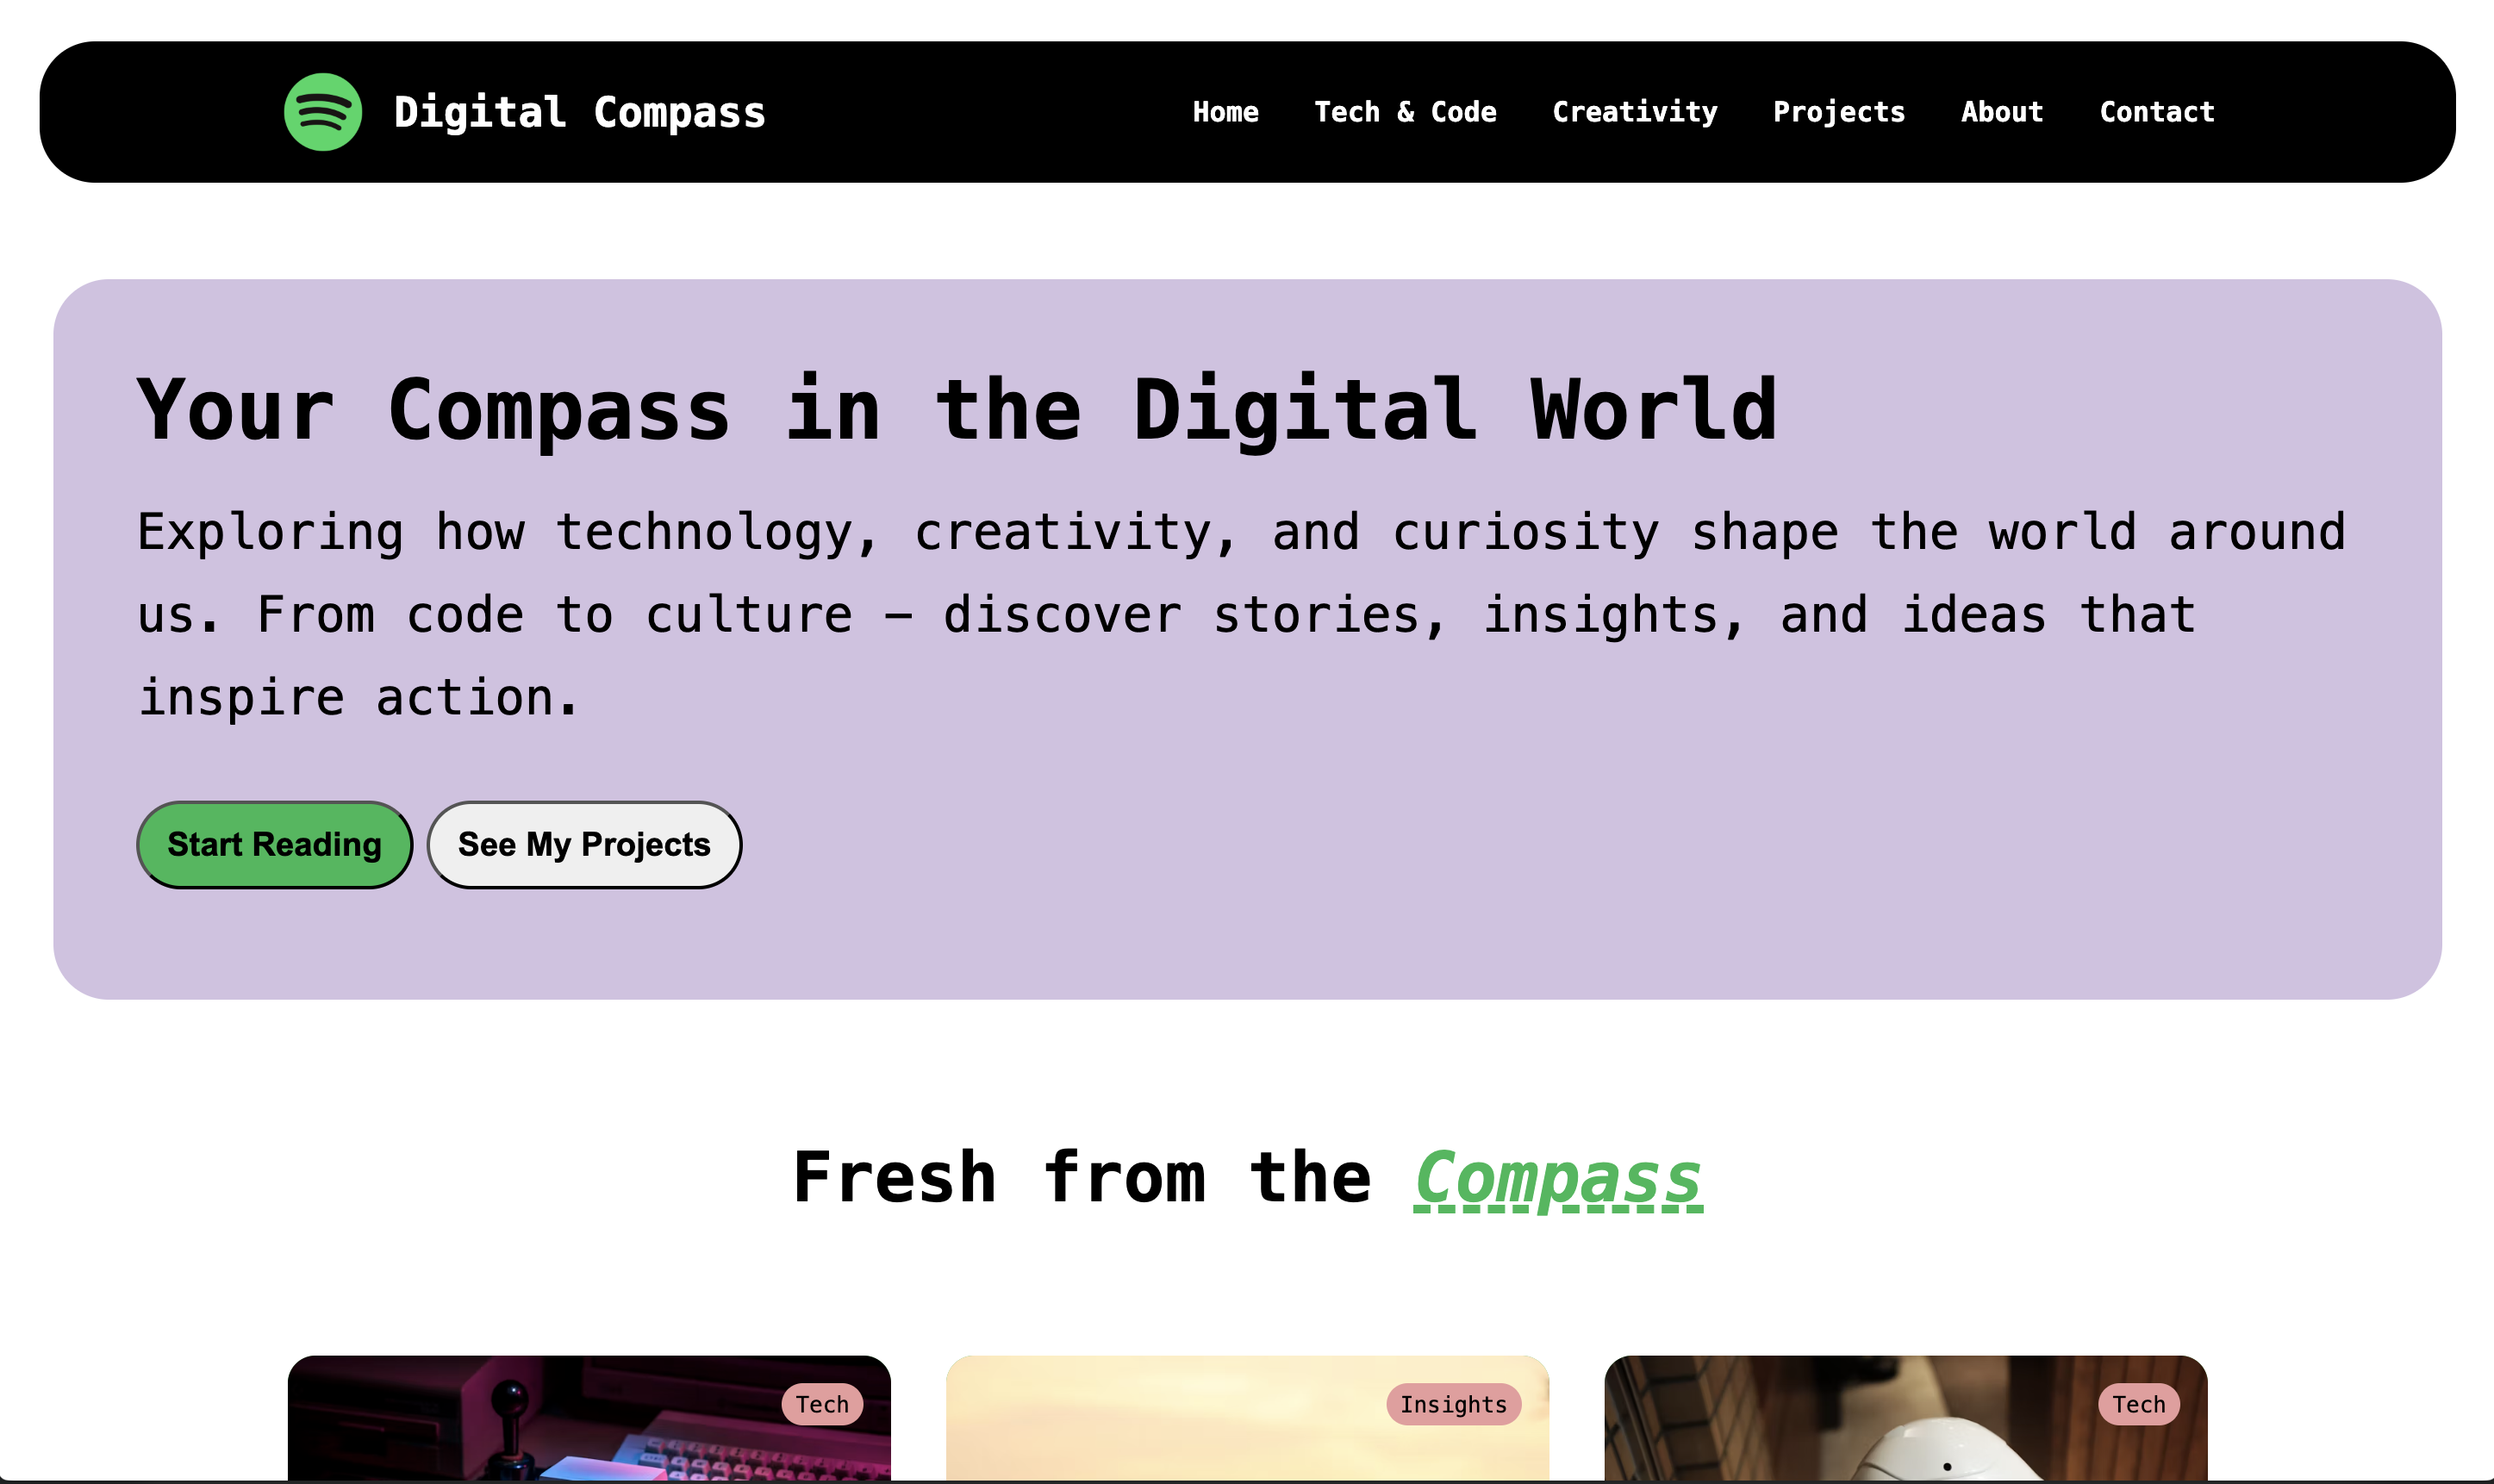 Digital Compass
Home Tech & Code Creativity Projects About Contact
Your Compass in the Digital World
Exploring how technology, creativity, and curiosity shape the world around
us. From code to culture — discover stories, insights, and ideas that
inspire action.
Start Reading See My Projects
Fresh from the Compass
Tech Insights Tech